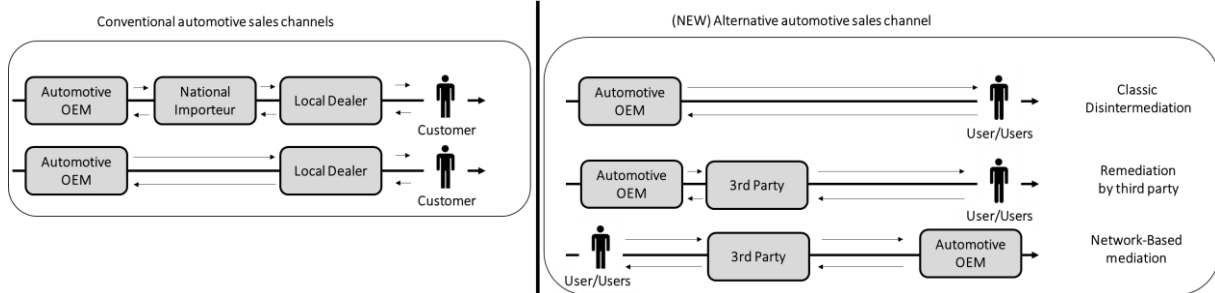 Conventional automotive sales channels
Automotive
OEM
National
Importeur
Local Dealer
Customer
Automotive
OEM
Local Dealer
Customer
(NEW) Alternative automotive sales channel
Automotive
OEM
User/Users
Classic
Disintermediation
Automotive
OEM
3rd Party
User/Users
Remediation
by third party
User/Users
3rd Party
Automotive
OEM
Network-Based
mediation